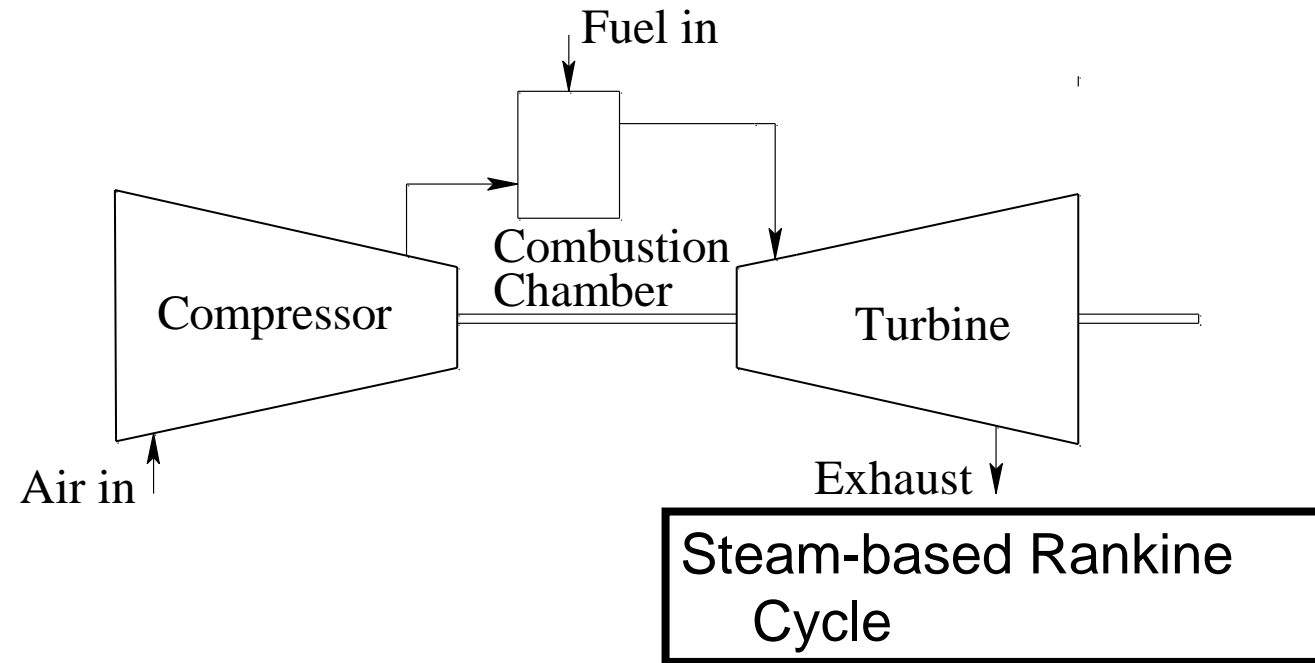 Fuel in
Combustion
Chamber
Compressor
Turbine
Air in
Exhaust
Steam-based Rankine
Cycle